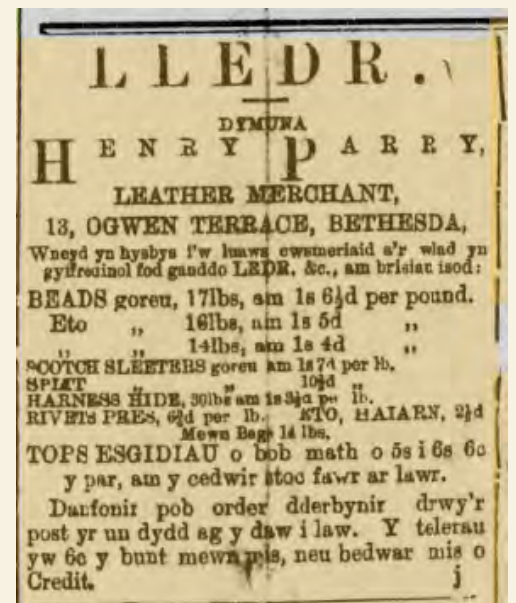 LLEDR.
DYMUNA
HENRY PARRY,
LEATHER MERCHANT,
13, OGWEN TERRACE, BETHESDA,
Wneyd yn hysbys i'w luaws cwsmeriaid a'r wlad yn
gyffredinol fod ganddo LEDR, &c., am brisiau isod:
BEADS goreu, 17lbs, am 1s 6½d per pound.
Eto „ 16lbs, am 1s 5d „
„ „ 14lbs, am 1s 4d „
SCOTCH SLEETERS goreu am 1s 7d per lb.
SPLIT „ „ 10½d „
HARNESS HIDE, 30lbs am 1s 3½d per lb.
RIVETS PRES, 6½d per lb. ETO, HAIARN, 2½d
Mewn Bags 14 lbs.
TOPS ESGIDIAU o bob math o 5s i 6s 6c
y par, am y cedwir stoc fawr ar lawr.
Danfonir pob order dderbynir drwy'r
post yr un dydd ag y daw i law. Y telerau
yw 6c y bunt mewn mis, neu bedwar mis o
Credit. j